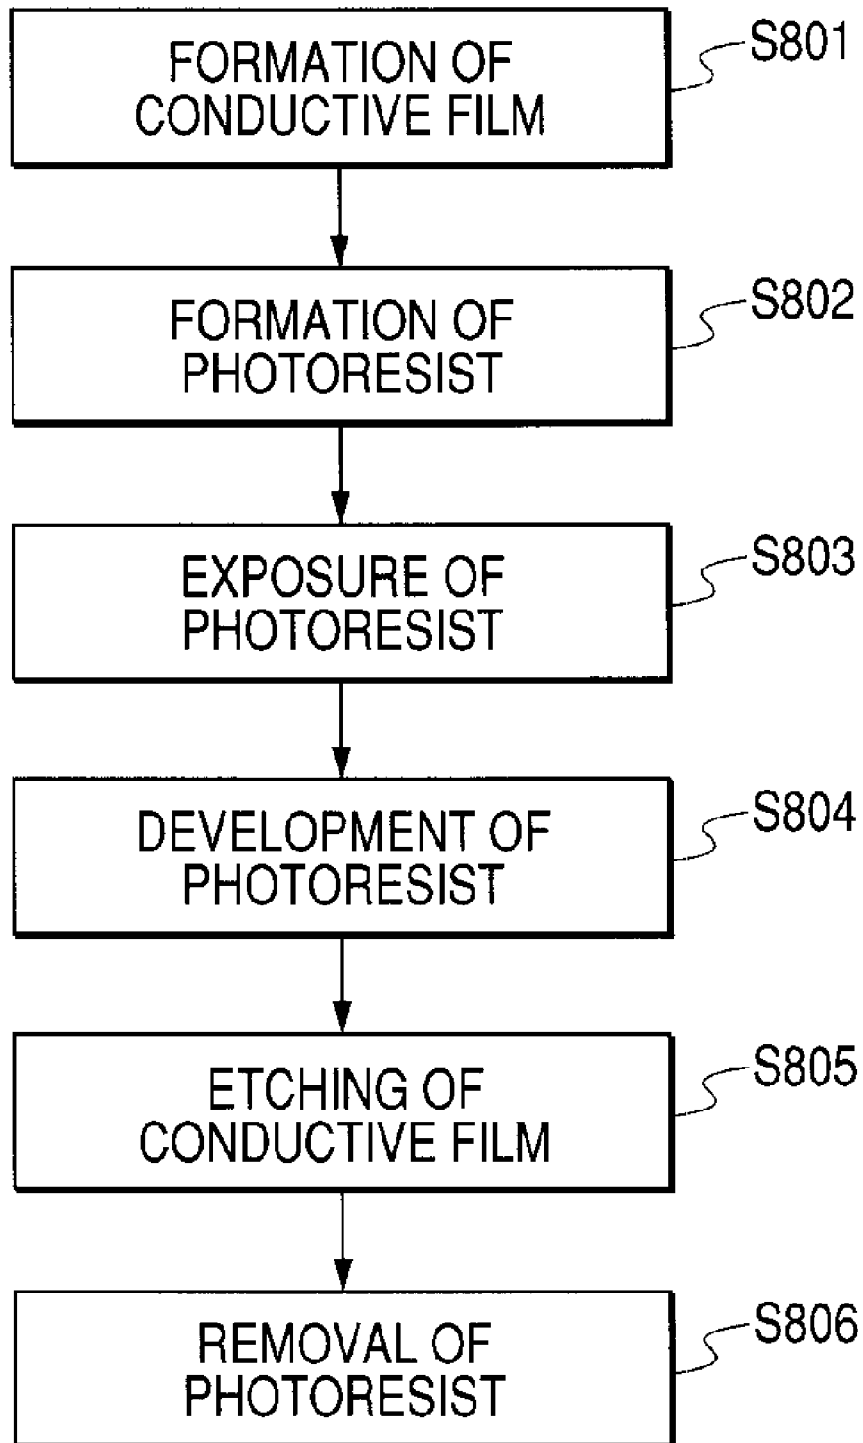 FORMATION OF
CONDUCTIVE FILM
S801
FORMATION OF
PHOTORESIST
S802
EXPOSURE OF
PHOTORESIST
S803
DEVELOPMENT OF
PHOTORESIST
S804
ETCHING OF
CONDUCTIVE FILM
S805
REMOVAL OF
PHOTORESIST
S806